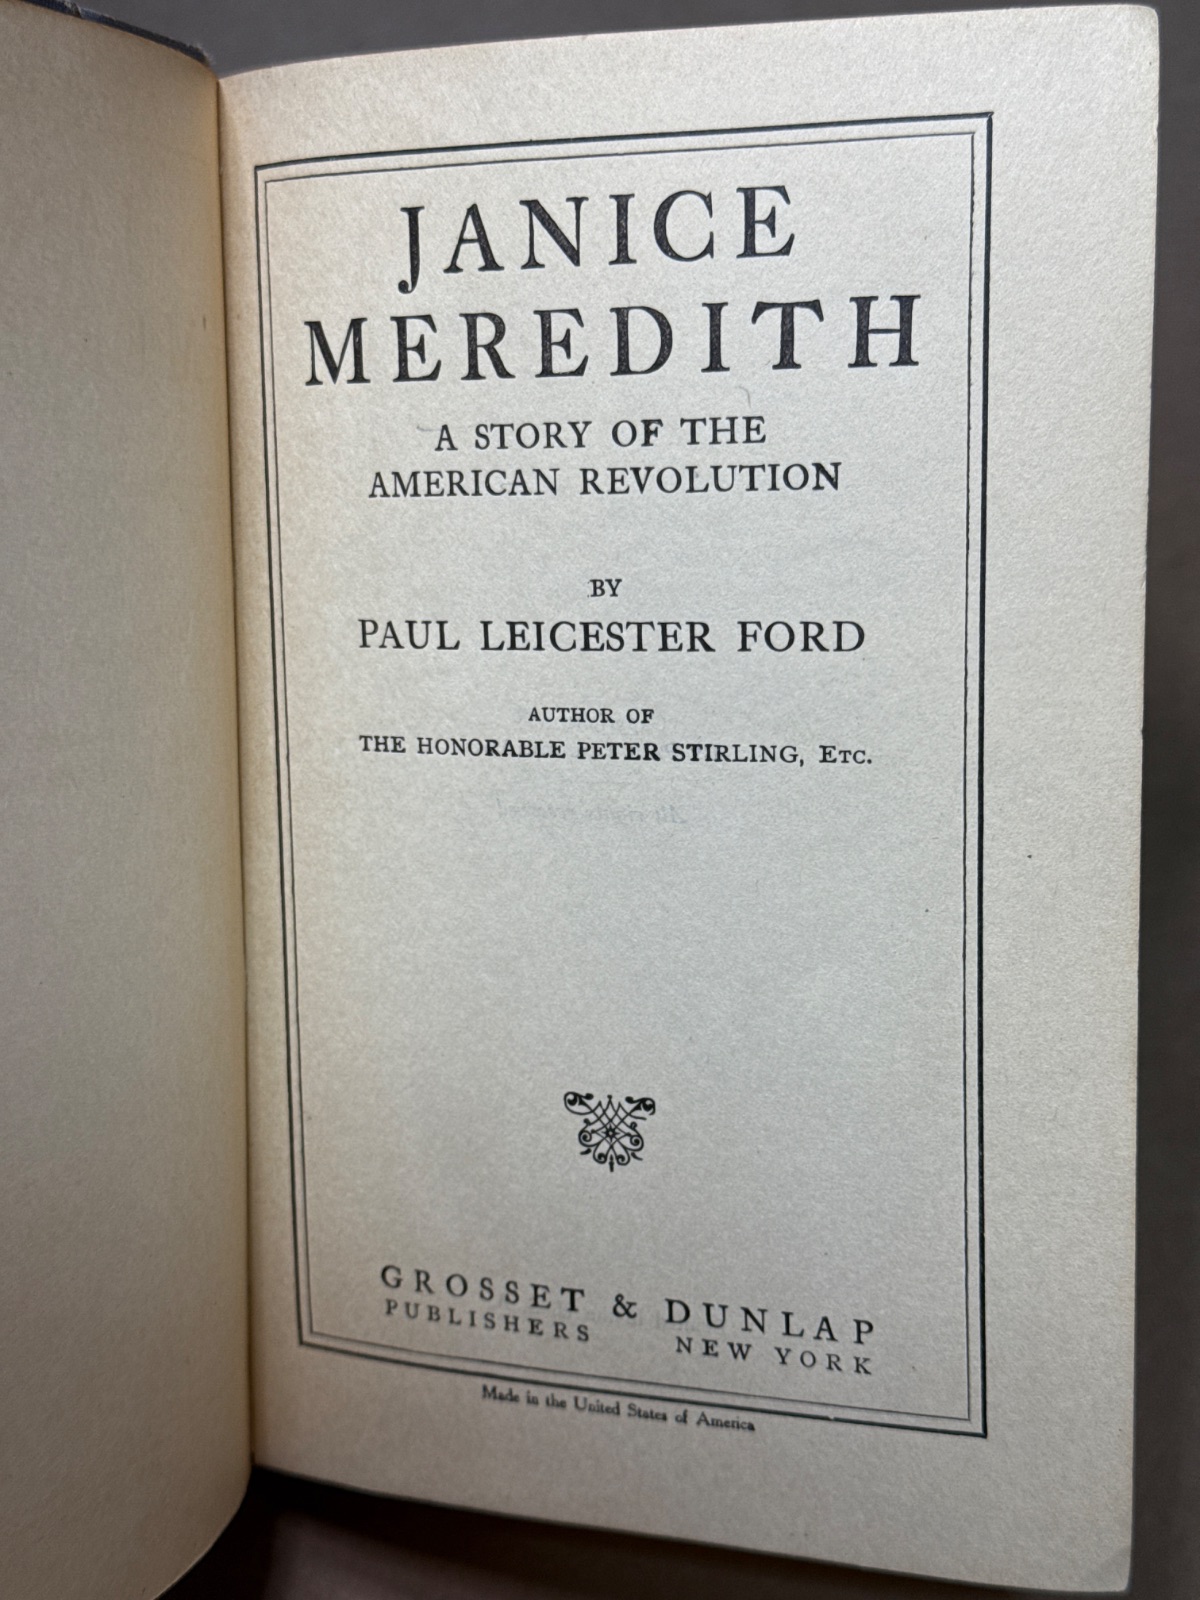 JANICE
MEREDITH
A STORY OF THE
AMERICAN REVOLUTION
BY
PAUL LEICESTER FORD
AUTHOR OF
THE HONORABLE PETER STIRLING, ETC.
GROSSET & DUNLAP
PUBLISHERS NEW YORK
Made in the United States of America